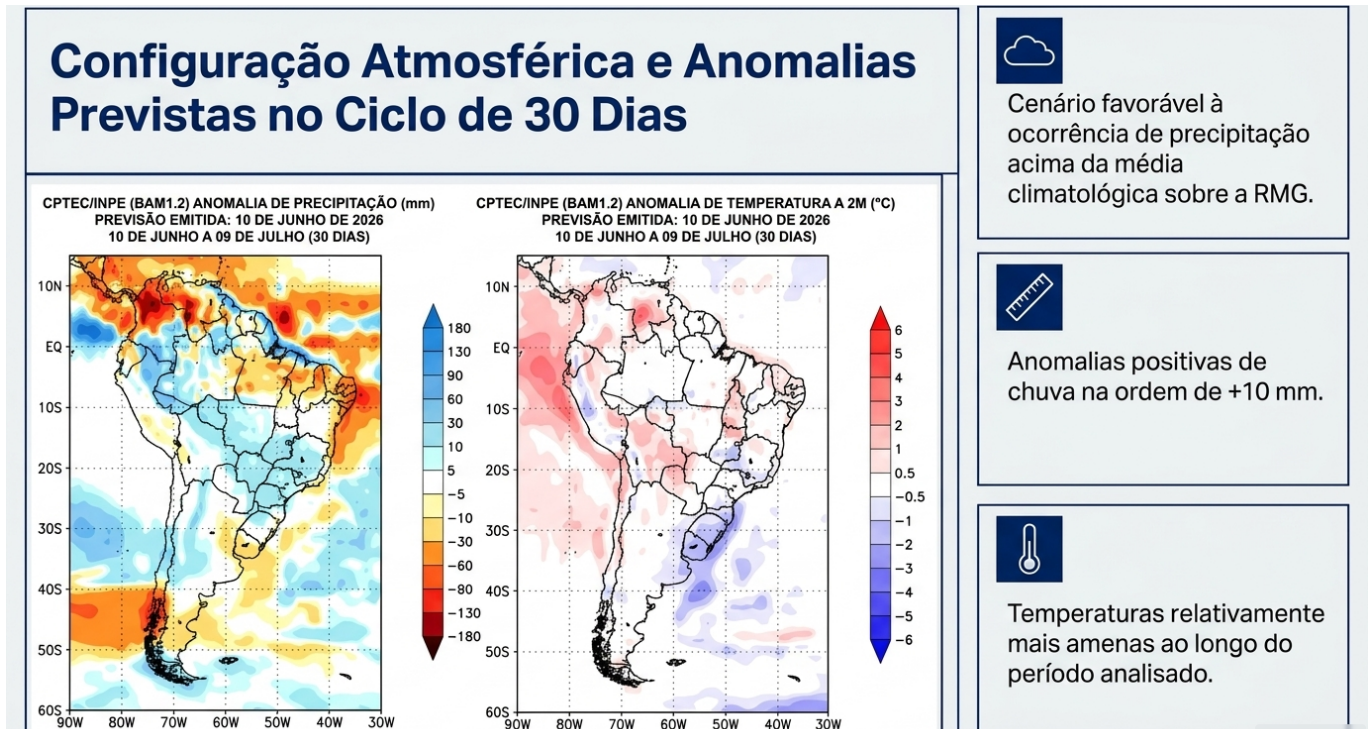 Configuração Atmosférica e Anomalias
Previstas no Ciclo de 30 Dias
CPTEC/INPE (BAM1.2) ANOMALIA DE PRECIPITAÇÃO (mm)
PREVISÃO EMITIDA: 10 DE JUNHO DE 2026
10 DE JUNHO A 09 DE JULHO (30 DIAS)
10N
EQ
10S
20S
30S
40S
50S
60S
90W 80W 70W 60W 50W 40W 30W
180
130
90
60
30
10
5
−5
−10
−30
−60
−80
−130
−180
CPTEC/INPE (BAM1.2) ANOMALIA DE TEMPERATURA A 2M (ºC)
PREVISÃO EMITIDA: 10 DE JUNHO DE 2026
10 DE JUNHO A 09 DE JULHO (30 DIAS)
10N
EQ
10S
20S
30S
40S
50S
60S
90W 80W 70W 60W 50W 40W 30W
6
5
4
3
2
1
0.5
−0.5
−1
−2
−3
−4
−5
−6
Cenário favorável à
ocorrência de precipitação
acima da média
climatológica sobre a RMG.
Anomalias positivas de
chuva na ordem de +10 mm.
Temperaturas relativamente
mais amenas ao longo do
período analisado.